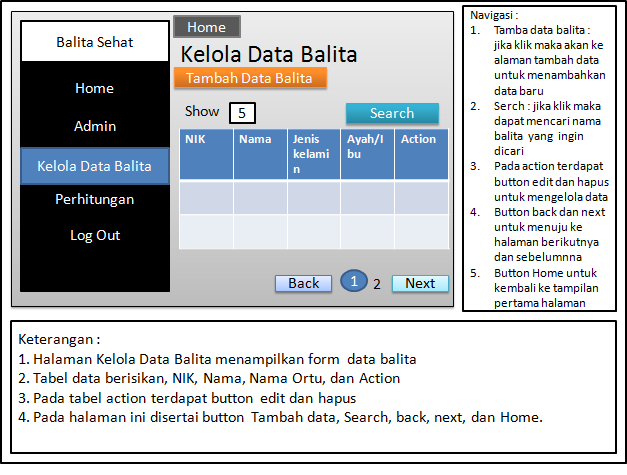 Balita Sehat
Home
Admin
Kelola Data Balita
Perhitungan
Log Out
Home
Kelola Data Balita
Tambah Data Balita
Show 5 Search
NIK Nama Jenis kelami n Ayah/I bu Action
Back 1 2 Next
Navigasi :
1. Tamba data balita :
jika klik maka akan ke
alaman tambah data
untuk menambahkan
data baru
2. Serch : jika klik maka
dapat mencari nama
balita yang ingin
dicari
3. Pada action terdapat
button edit dan hapus
untuk mengelola data
4. Button back dan next
untuk menuju ke
halaman berikutnya
dan sebelumnna
5. Button Home untuk
kembali ke tampilan
pertama halaman
Keterangan :
1. Halaman Kelola Data Balita menampilkan form data balita
2. Tabel data berisikan, NIK, Nama, Nama Ortu, dan Action
3. Pada tabel action terdapat button edit dan hapus
4. Pada halaman ini disertai button Tambah data, Search, back, next, dan Home.